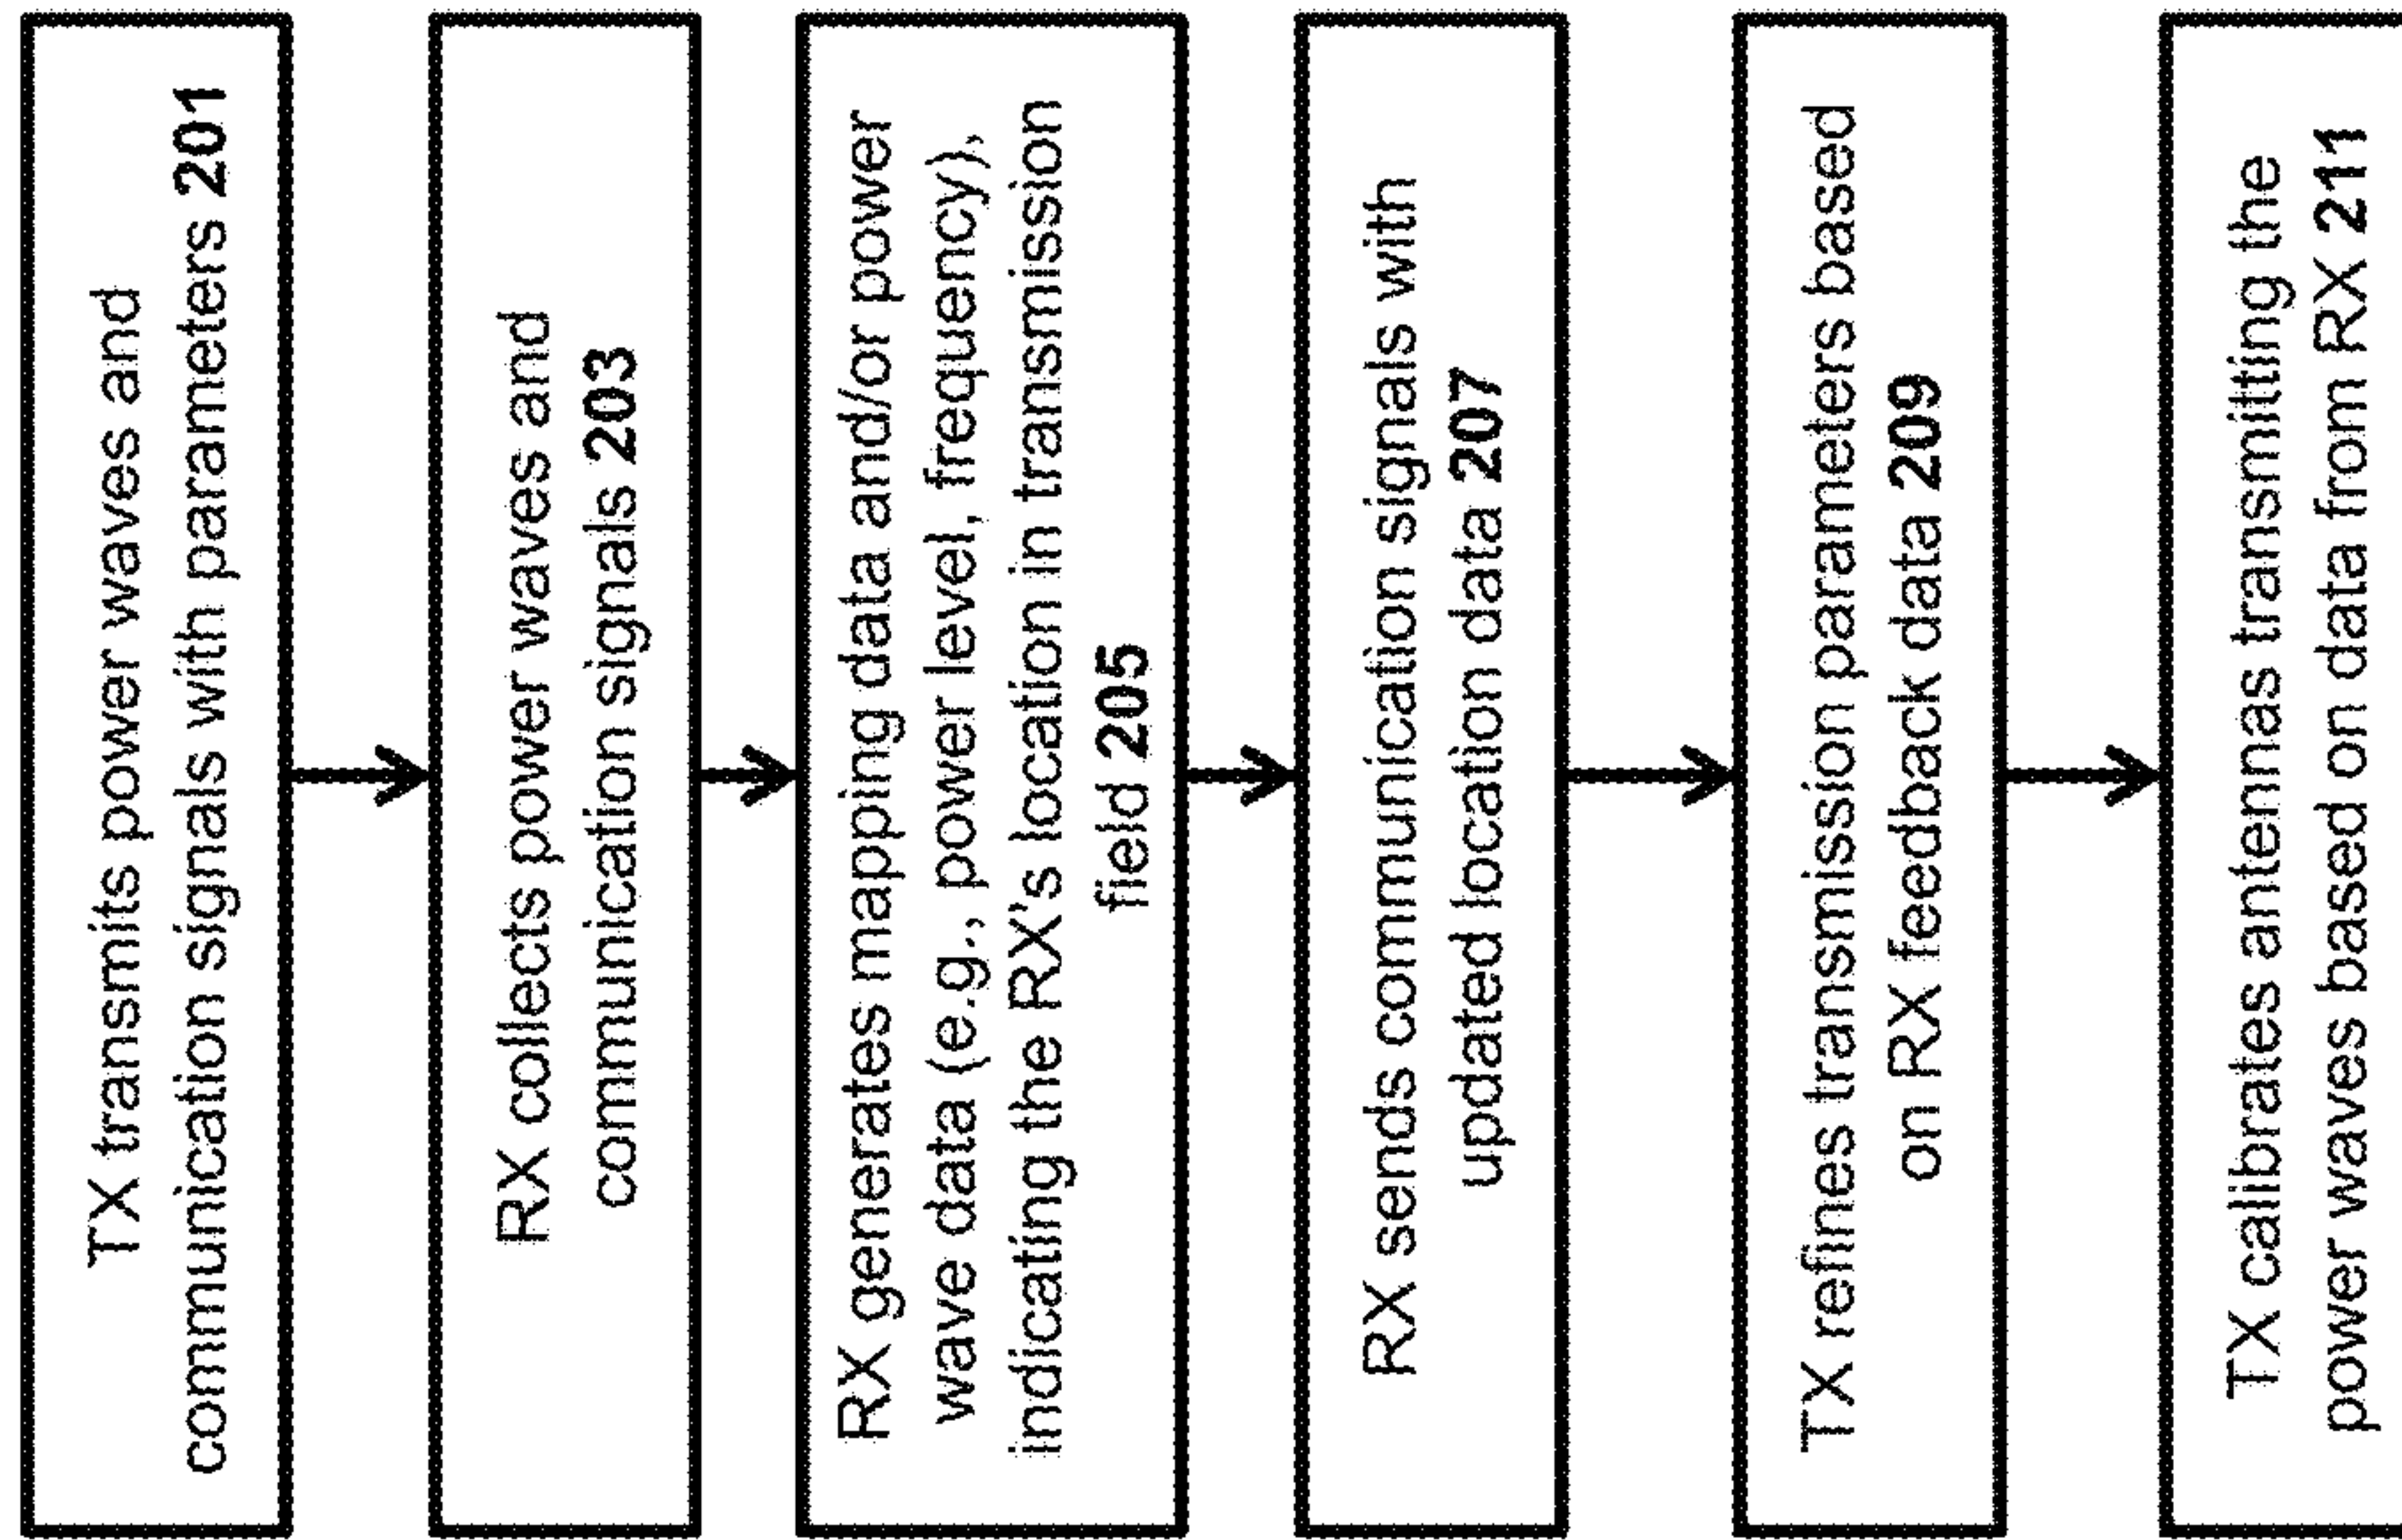 TX transmits power waves and
communication signals with parameters 201
RX collects power waves and
communication signals 203
RX generates mapping data and/or power
wave data (e.g., power level, frequency),
indicating the RX's location in transmission
field 205
RX sends communication signals with
updated location data 207
TX refines transmission parameters based
on RX feedback data 209
TX calibrates antennas transmitting the
power waves based on data from RX 211